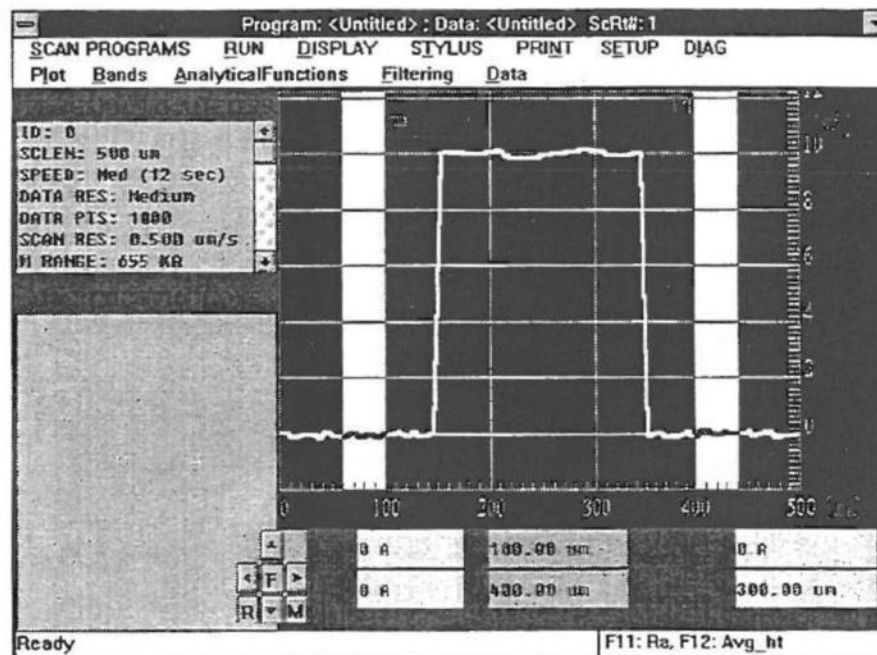 Program: <Untitled> ; Data: <Untitled> ScRt#: 1
SCAN PROGRAMS RUN DISPLAY STYLUS PRINT SETUP DIAG
Plot Bands AnalyticalFunctions Filtering Data
ID: 0
SCLEN: 500 um
SPEED: Med (12 sec)
DATA RES: Medium
DATA PTS: 1000
SCAN RES: 0.500 um/s
M RANGE: 655 KA
10
8
6
4
2
0
0 100 200 300 400 500
0 A 100.00 um 0 A
0 A 400.00 um 300.00 um
F
R M
Ready F11: Ra, F12: Avg_ht